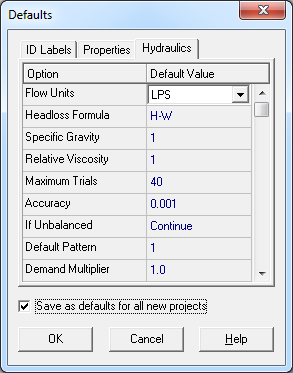 Defaults
ID Labels Properties Hydraulics
Option Default Value
Flow Units LPS
Headloss Formula H-W
Specific Gravity 1
Relative Viscosity 1
Maximum Trials 40
Accuracy 0.001
If Unbalanced Continue
Default Pattern 1
Demand Multiplier 1.0
Save as defaults for all new projects
OK Cancel Help